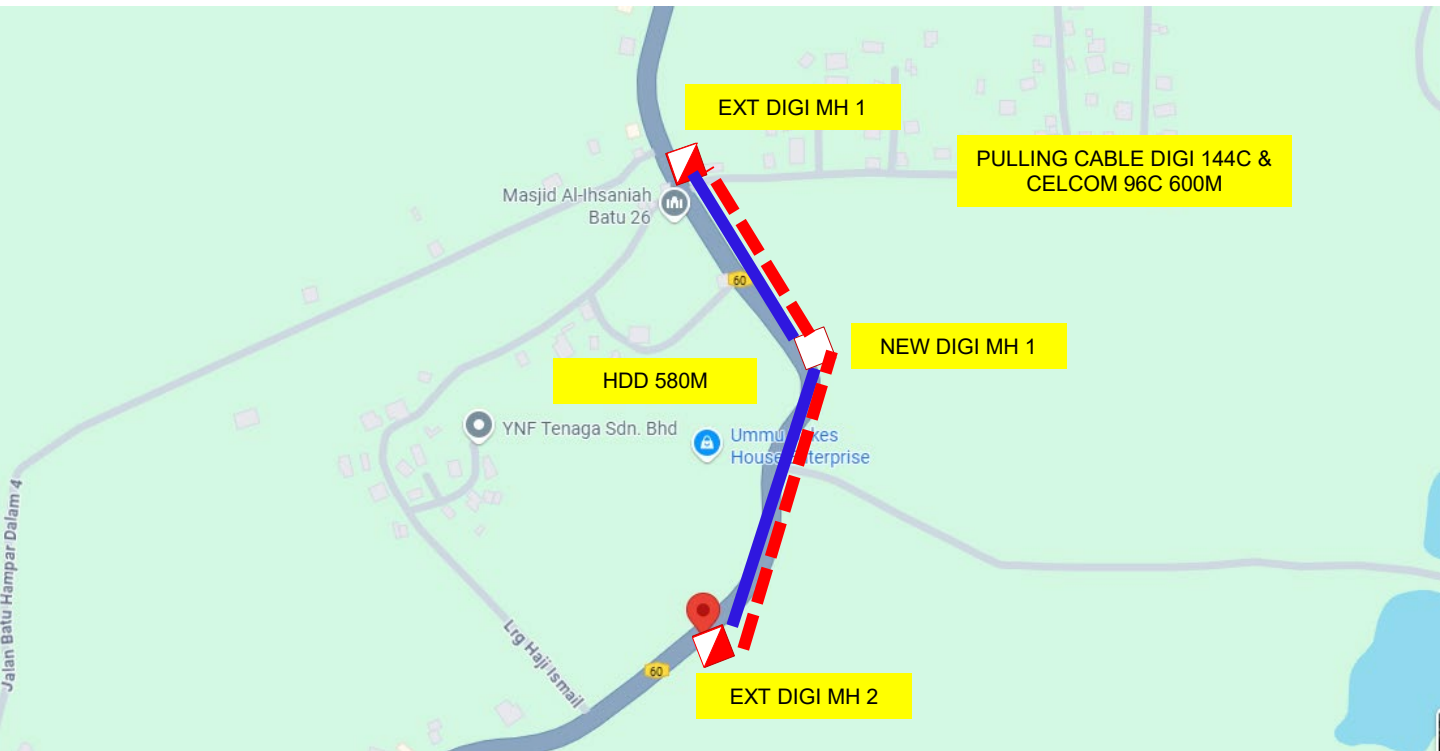 EXT DIGI MH 1
PULLING CABLE DIGI 144C &
CELCOM 96C 600M
Masjid Al-Ihsaniah
Batu 26
60
NEW DIGI MH 1
HDD 580M
YNF Tenaga Sdn. Bhd
Ummu
House
Jalan Batu Hampar Dalam 4
Lrg Haji Ismail
60
EXT DIGI MH 2